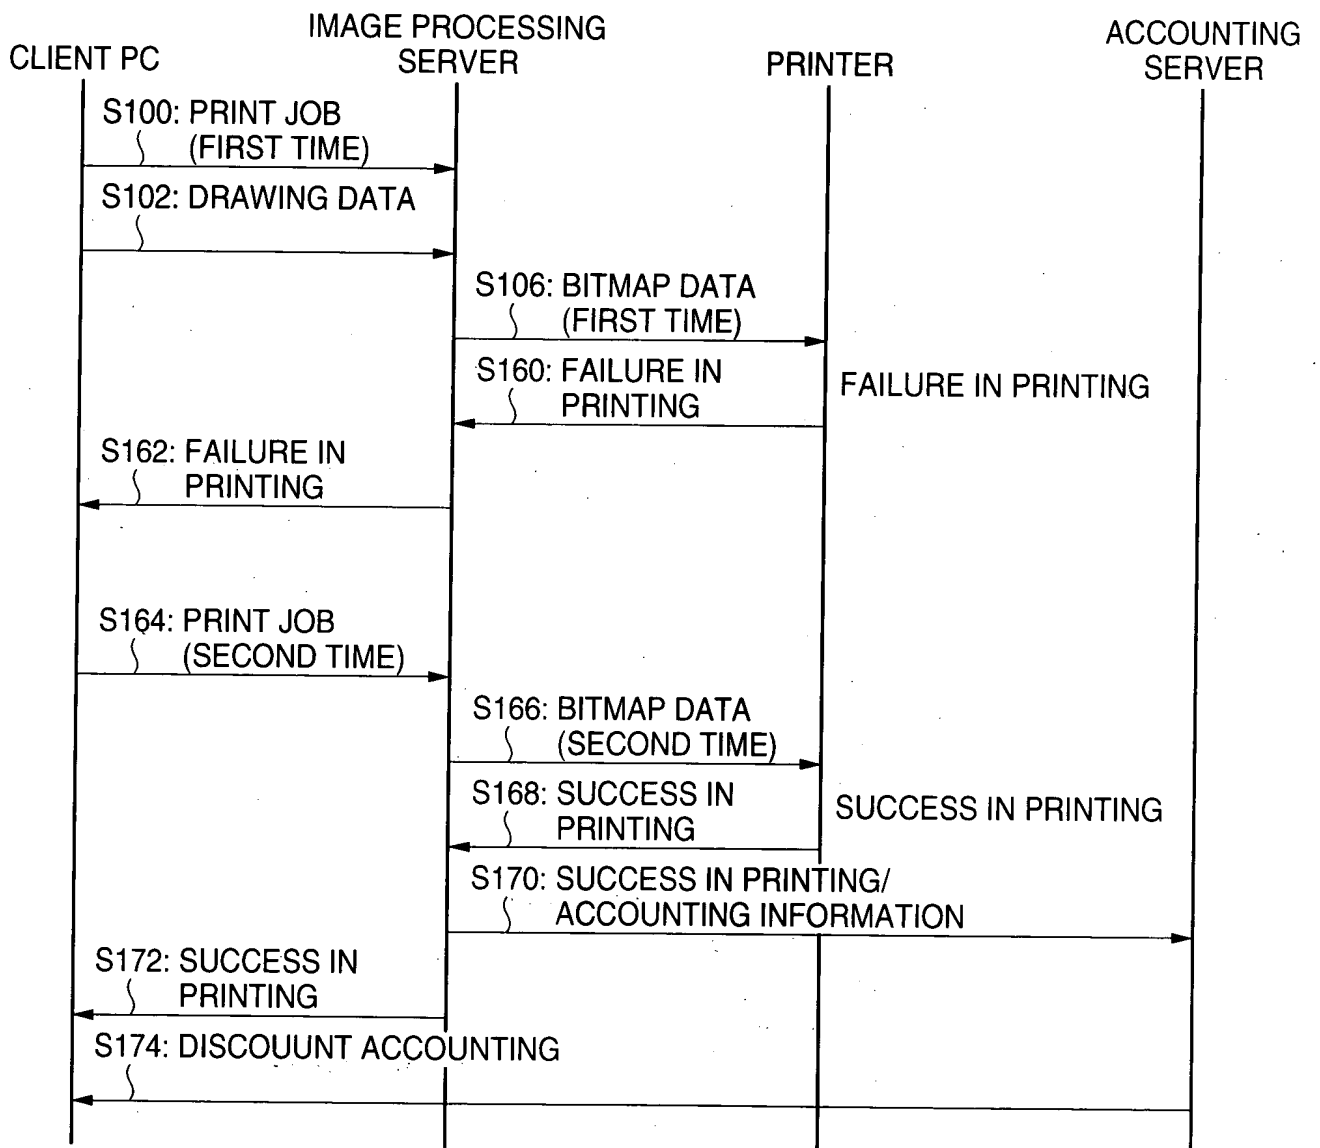 CLIENT PC
IMAGE PROCESSING
SERVER
PRINTER
ACCOUNTING
SERVER
S100: PRINT JOB
(FIRST TIME)
S102: DRAWING DATA
S106: BITMAP DATA
(FIRST TIME)
S160: FAILURE IN
PRINTING
FAILURE IN PRINTING
S162: FAILURE IN
PRINTING
S164: PRINT JOB
(SECOND TIME)
S166: BITMAP DATA
(SECOND TIME)
S168: SUCCESS IN
PRINTING
SUCCESS IN PRINTING
S170: SUCCESS IN PRINTING/
ACCOUNTING INFORMATION
S172: SUCCESS IN
PRINTING
S174: DISCOUUNT ACCOUNTING